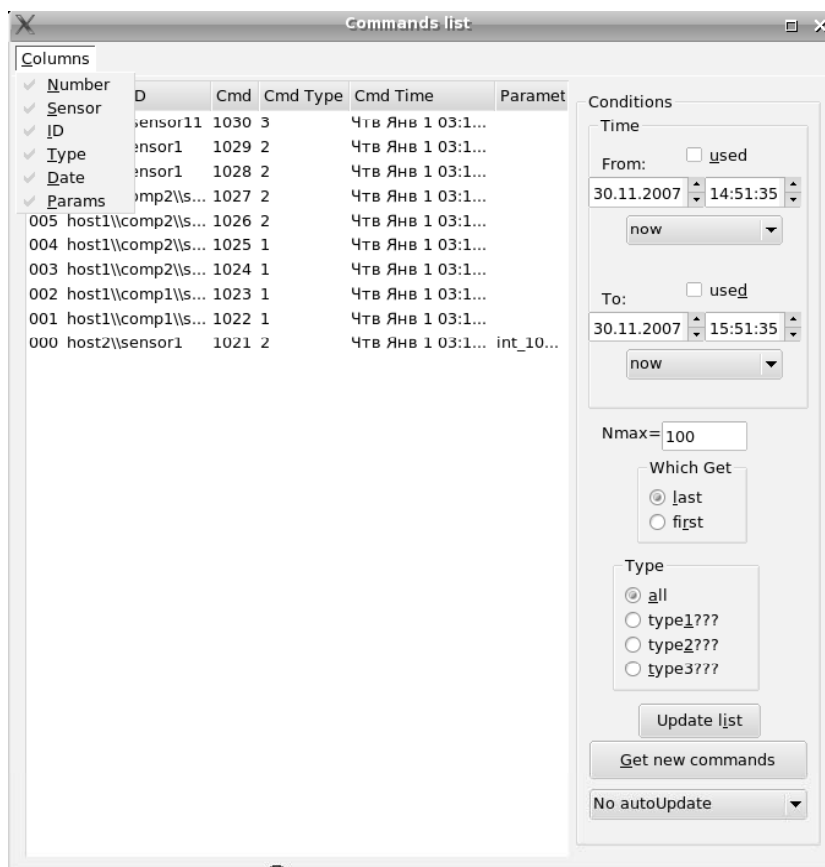 Commands list
Columns
Number
Sensor
ID
Type
Date
Params
D Cmd Cmd Type Cmd Time Paramet
sensor11 1030 3 Чтв Янв 1 03:1...
ensor1 1029 2 Чтв Янв 1 03:1...
ensor1 1028 2 Чтв Янв 1 03:1...
omp2\\s... 1027 2 Чтв Янв 1 03:1...
005 host1\\comp2\\s... 1026 2 Чтв Янв 1 03:1...
004 host1\\comp2\\s... 1025 1 Чтв Янв 1 03:1...
003 host1\\comp2\\s... 1024 1 Чтв Янв 1 03:1...
002 host1\\comp1\\s... 1023 1 Чтв Янв 1 03:1...
001 host1\\comp1\\s... 1022 1 Чтв Янв 1 03:1...
000 host2\\sensor1 1021 2 Чтв Янв 1 03:1... int_10...
Conditions
Time
From: used
30.11.2007 14:51:35
now
To: used
30.11.2007 15:51:35
now
Nmax= 100
Which Get
last
first
Type
all
type1???
type2???
type3???
Update list
Get new commands
No autoUpdate